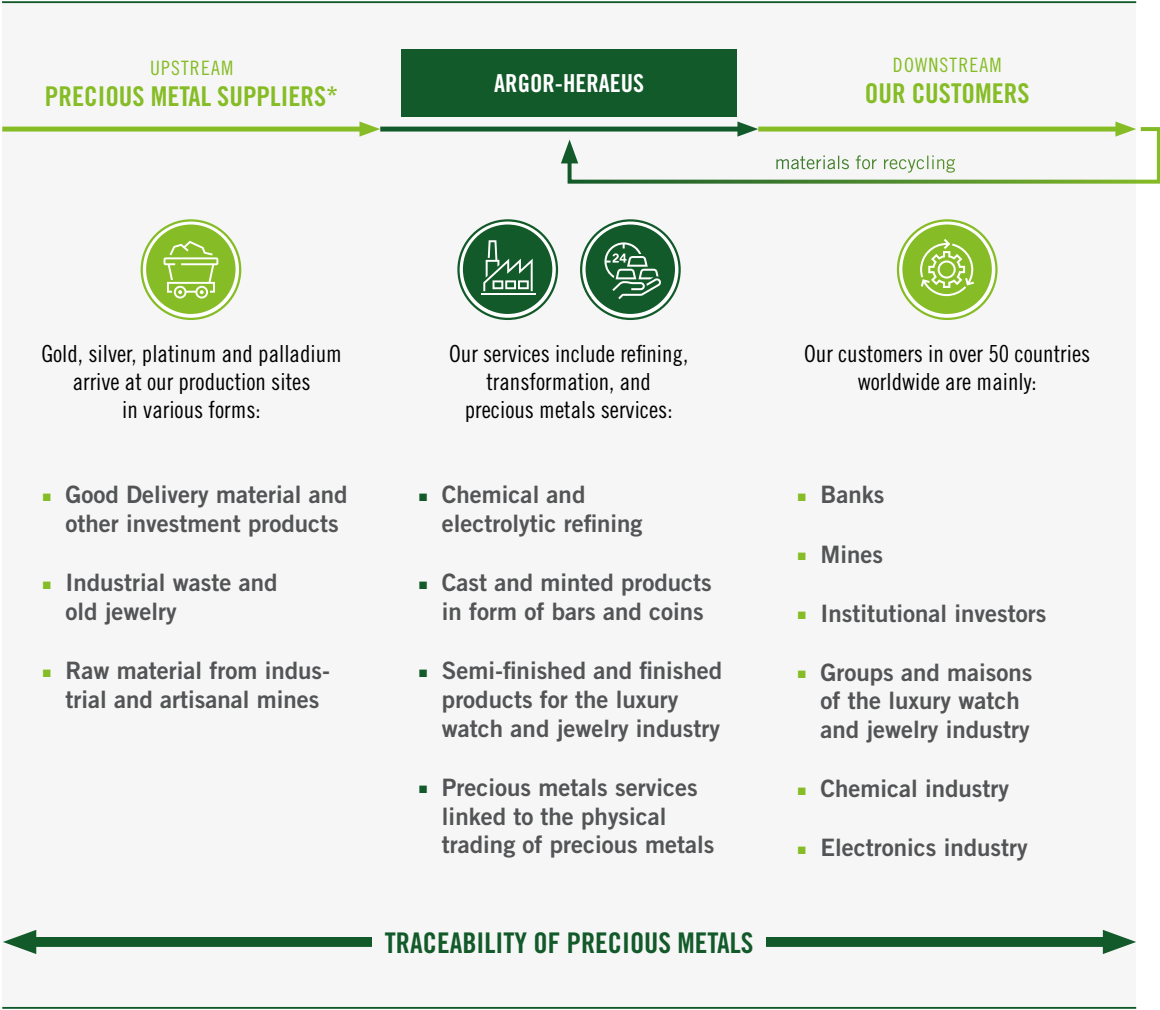 UPSTREAM
PRECIOUS METAL SUPPLIERS*
ARGOR-HERAEUS
DOWNSTREAM
OUR CUSTOMERS
materials for recycling
Gold, silver, platinum and palladium
arrive at our production sites
in various forms:
▪ Good Delivery material and
other investment products
▪ Industrial waste and
old jewelry
▪ Raw material from indus-
trial and artisanal mines
24
Our services include refining,
transformation, and
precious metals services:
▪ Chemical and
electrolytic refining
▪ Cast and minted products
in form of bars and coins
▪ Semi-finished and finished
products for the luxury
watch and jewelry industry
▪ Precious metals services
linked to the physical
trading of precious metals
Our customers in over 50 countries
worldwide are mainly:
▪ Banks
▪ Mines
▪ Institutional investors
▪ Groups and maisons
of the luxury watch
and jewelry industry
▪ Chemical industry
▪ Electronics industry
TRACEABILITY OF PRECIOUS METALS